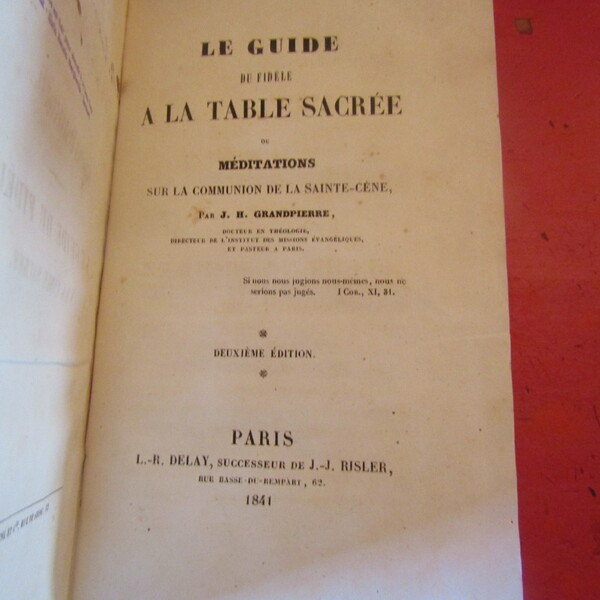 LE GUIDE
DU FIDÈLE
A LA TABLE SACRÉE
OU
MÉDITATIONS
SUR LA COMMUNION DE LA SAINTE-CÈNE,
PAR J. H. GRANDPIERRE,
DOCTEUR EN THÉOLOGIE,
DIRECTEUR DE L'INSTITUT DES MISSIONS ÉVANGÉLIQUES,
ET PASTEUR A PARIS.
Si nous nous jugions nous-mêmes, nous ne
serions pas jugés. I COR., XI, 31.
DEUXIÈME ÉDITION.
PARIS
L.-R. DELAY, SUCCESSEUR DE J.-J. RISLER,
RUE BASSE-DU-REMPART, 62.
1841